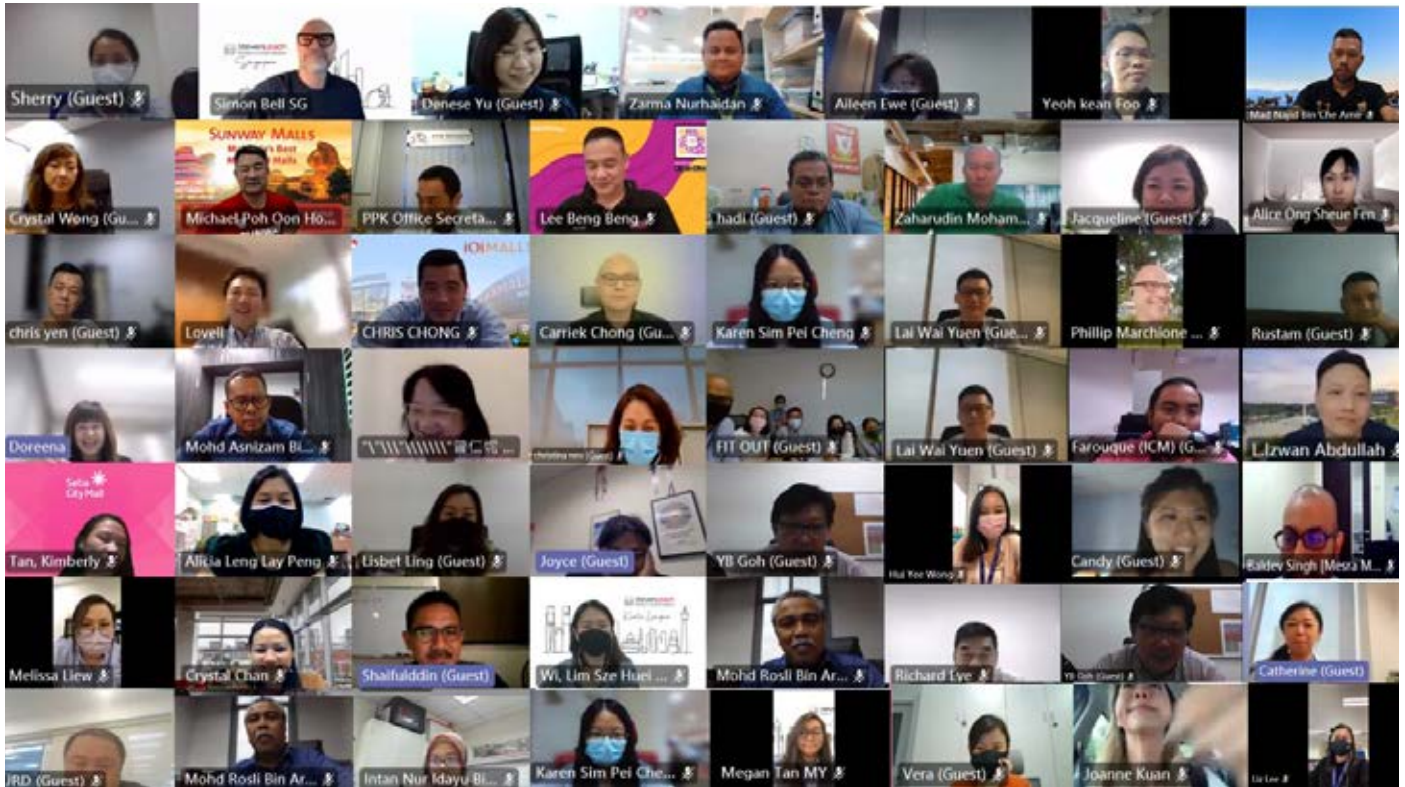 Sherry (Guest)
Simon Bell SG
Denese Yu (Guest)
Zarma Nurhaidan
Aileen Ewe (Guest)
Yeoh kean Foo
Mad Najid bin 'Che Ame'
SUNWAY MALLS
Crystal Wong (Gu...
Michael Poh Oon Ho...
PPK Office Secreta...
Lee Beng Beng
hadi (Guest)
Zaharudin Moham...
Jacqueline (Guest)
Alice Ong Sheue Fen
IOI MALL
chris yen (Guest)
Lovell
CHRIS CHONG
Carriek Chong (Gu...
Karen Sim Pei Cheng
Lai Wai Yuen (Gue...
Phillip Marchione ...
Rustam (Guest)
Doreena
Mohd Asnizam Bi...
FIT OUT (Guest)
Lai Wai Yuen (Guest)
Farouque (ICM) (G...
L.Izwan Abdullah
Setia
City Mall
Tan, Kimberly
Alicia Leng Lay Peng
Lisbet Ling (Guest)
Joyce (Guest)
YB Goh (Guest)
Hui Yee Wong
Candy (Guest)
Baldev Singh [Mesra M...
Melissa Liew
Crystal Chan
Shaifulddin (Guest)
Wi, Lim Sze Huei ...
Mohd Rosli Bin Ar...
Richard Lye
YB Goh (Guest)
Catherine (Guest)
JRD (Guest)
Mohd Rosli Bin Ar...
Intan Nur Idayu Bi...
Karen Sim Pei Che...
Megan Tan MY
Vera (Guest)
Joanne Kuan
Liz Lee